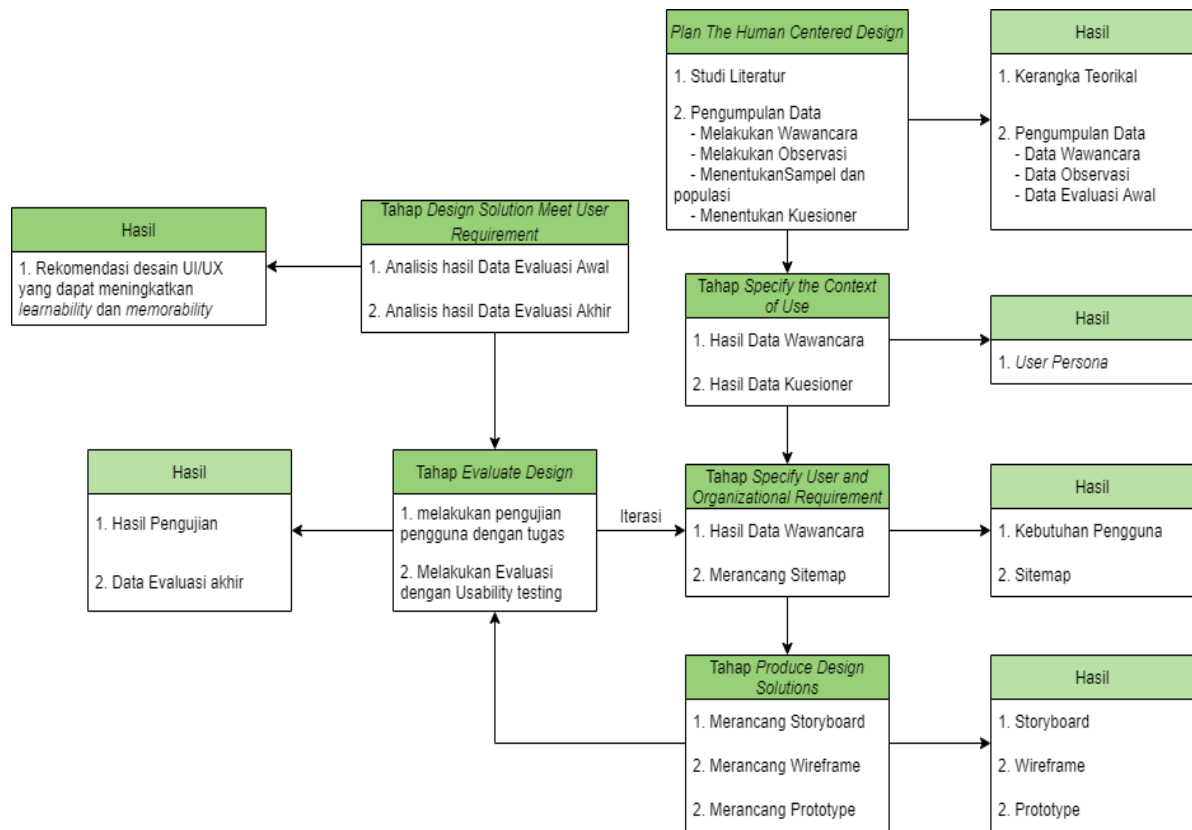 Plan The Human Centered Design
1. Studi Literatur
2. Pengumpulan Data
- Melakukan Wawancara
- Melakukan Observasi
- MenentukanSampel dan
populasi
- Menentukan Kuesioner
Hasil
1. Kerangka Teorikal
2. Pengumpulan Data
- Data Wawancara
- Data Observasi
- Data Evaluasi Awal
Tahap Design Solution Meet User
Requirement
1. Analisis hasil Data Evaluasi Awal
2. Analisis hasil Data Evaluasi Akhir
Hasil
1. Rekomendasi desain UI/UX
yang dapat meningkatkan
learnability dan memorability
Tahap Specify the Context
of Use
1. Hasil Data Wawancara
2. Hasil Data Kuesioner
Hasil
1. User Persona
Hasil
1. Hasil Pengujian
2. Data Evaluasi akhir
Tahap Evaluate Design
1. melakukan pengujian
pengguna dengan tugas
2. Melakukan Evaluasi
dengan Usability testing
Iterasi
Tahap Specify User and
Organizational Requirement
1. Hasil Data Wawancara
2. Merancang Sitemap
Hasil
1. Kebutuhan Pengguna
2. Sitemap
Tahap Produce Design
Solutions
1. Merancang Storyboard
2. Merancang Wireframe
2. Merancang Prototype
Hasil
1. Storyboard
2. Wireframe
2. Prototype